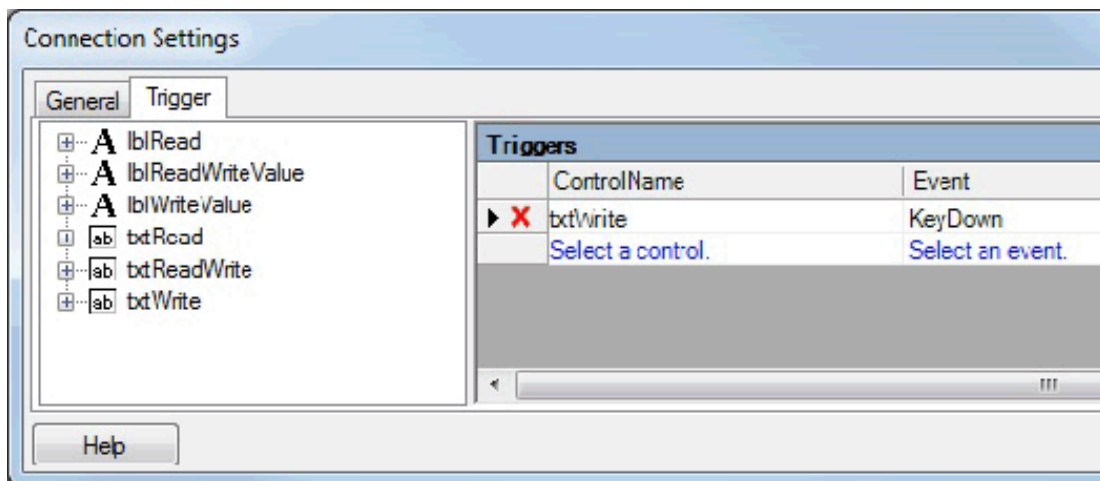 Connection Settings
General Trigger
lblRead
lblReadWriteValue
lblWriteValue
txtRead
txtReadWrite
txtWrite
Triggers
ControlName Event
txtWrite KeyDown
Select a control. Select an event.
Help